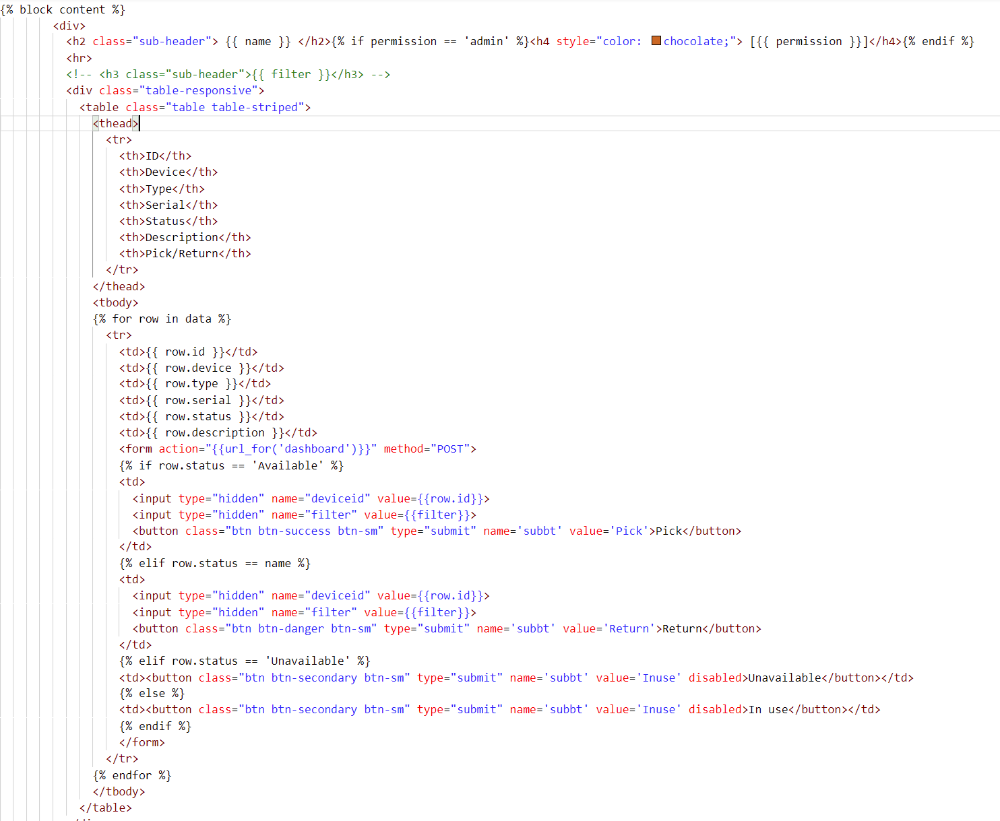 {% block content %}
<div>
<h2 class="sub-header"> {{ name }} </h2>{% if permission == 'admin' %}<h4 style="color: chocolate;"> [{{ permission }}]</h4>{% endif %}
<hr>
<!-- <h3 class="sub-header">{{ filter }}</h3> -->
<div class="table-responsive">
<table class="table table-striped">
<thead>
<tr>
<th>ID</th>
<th>Device</th>
<th>Type</th>
<th>Serial</th>
<th>Status</th>
<th>Description</th>
<th>Pick/Return</th>
</tr>
</thead>
<tbody>
{% for row in data %}
<tr>
<td>{{ row.id }}</td>
<td>{{ row.device }}</td>
<td>{{ row.type }}</td>
<td>{{ row.serial }}</td>
<td>{{ row.status }}</td>
<td>{{ row.description }}</td>
<form action="{{url_for('dashboard')}}" method="POST">
{% if row.status == 'Available' %}
<td>
<input type="hidden" name="deviceid" value={{row.id}}>
<input type="hidden" name="filter" value={{filter}}>
<button class="btn btn-success btn-sm" type="submit" name='subbt' value='Pick'>Pick</button>
</td>
{% elif row.status == name %}
<td>
<input type="hidden" name="deviceid" value={{row.id}}>
<input type="hidden" name="filter" value={{filter}}>
<button class="btn btn-danger btn-sm" type="submit" name='subbt' value='Return'>Return</button>
</td>
{% elif row.status == 'Unavailable' %}
<td><button class="btn btn-secondary btn-sm" type="submit" name='subbt' value='Inuse' disabled>Unavailable</button></td>
{% else %}
<td><button class="btn btn-secondary btn-sm" type="submit" name='subbt' value='Inuse' disabled>In use</button></td>
{% endif %}
</form>
</tr>
{% endfor %}
</tbody>
</table>